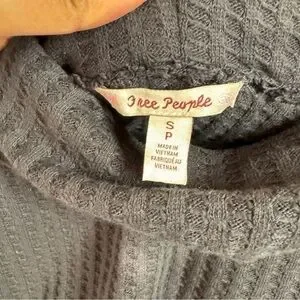 Free People
S
P
MADE IN
VIETNAM
FABRIQUÉ AU
VIETNAM